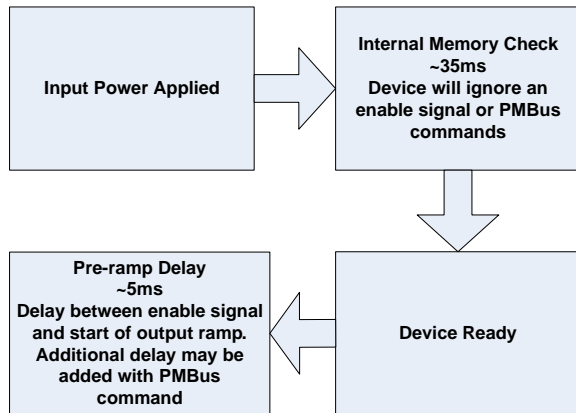 Input Power Applied
Internal Memory Check
~35ms
Device will ignore an
enable signal or PMBus
commands
Pre-ramp Delay
~5ms
Delay between enable signal
and start of output ramp.
Additional delay may be
added with PMBus
command
Device Ready